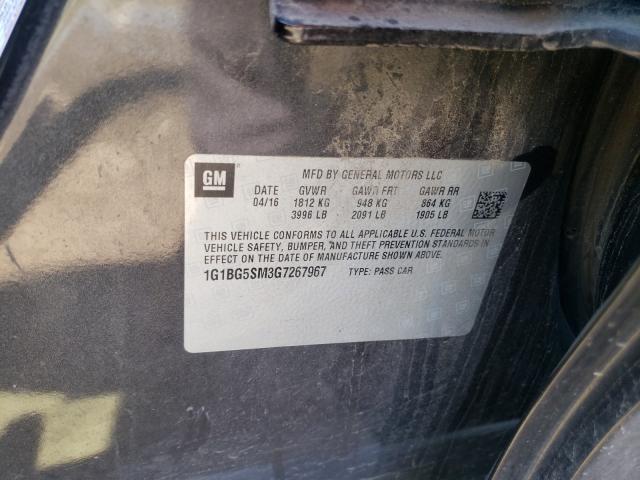 GM
MFD BY GENERAL MOTORS LLC
DATE GVWR GAWR FRT GAWR RR
04/16 1812 KG 948 KG 864 KG
3996 LB 2091 LB 1905 LB
THIS VEHICLE CONFORMS TO ALL APPLICABLE U.S. FEDERAL MOTOR
VEHICLE SAFETY, BUMPER, AND THEFT PREVENTION STANDARDS IN
EFFECT ON THE DATE OF MANUFACTURE SHOWN ABOVE.
1G1BG5SM3G7267967 TYPE: PASS CAR